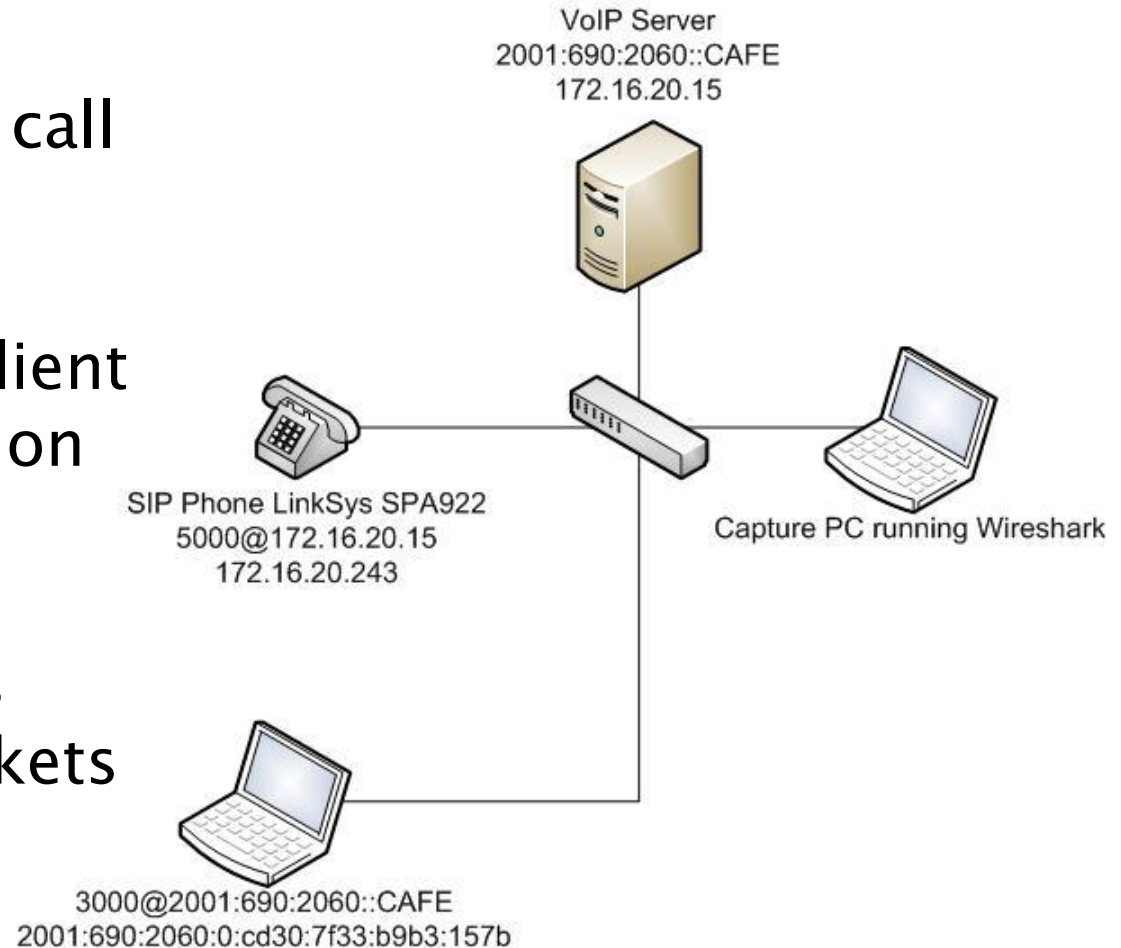 VoIP Server
2001:690:2060::CAFE
172.16.20.15
call
lient
on
SIP Phone LinkSys SPA922
5000@172.16.20.15
172.16.20.243
Capture PC running Wireshark
kets
3000@2001:690:2060::CAFE
2001:690:2060:0:cd30:7f33:b9b3:157b